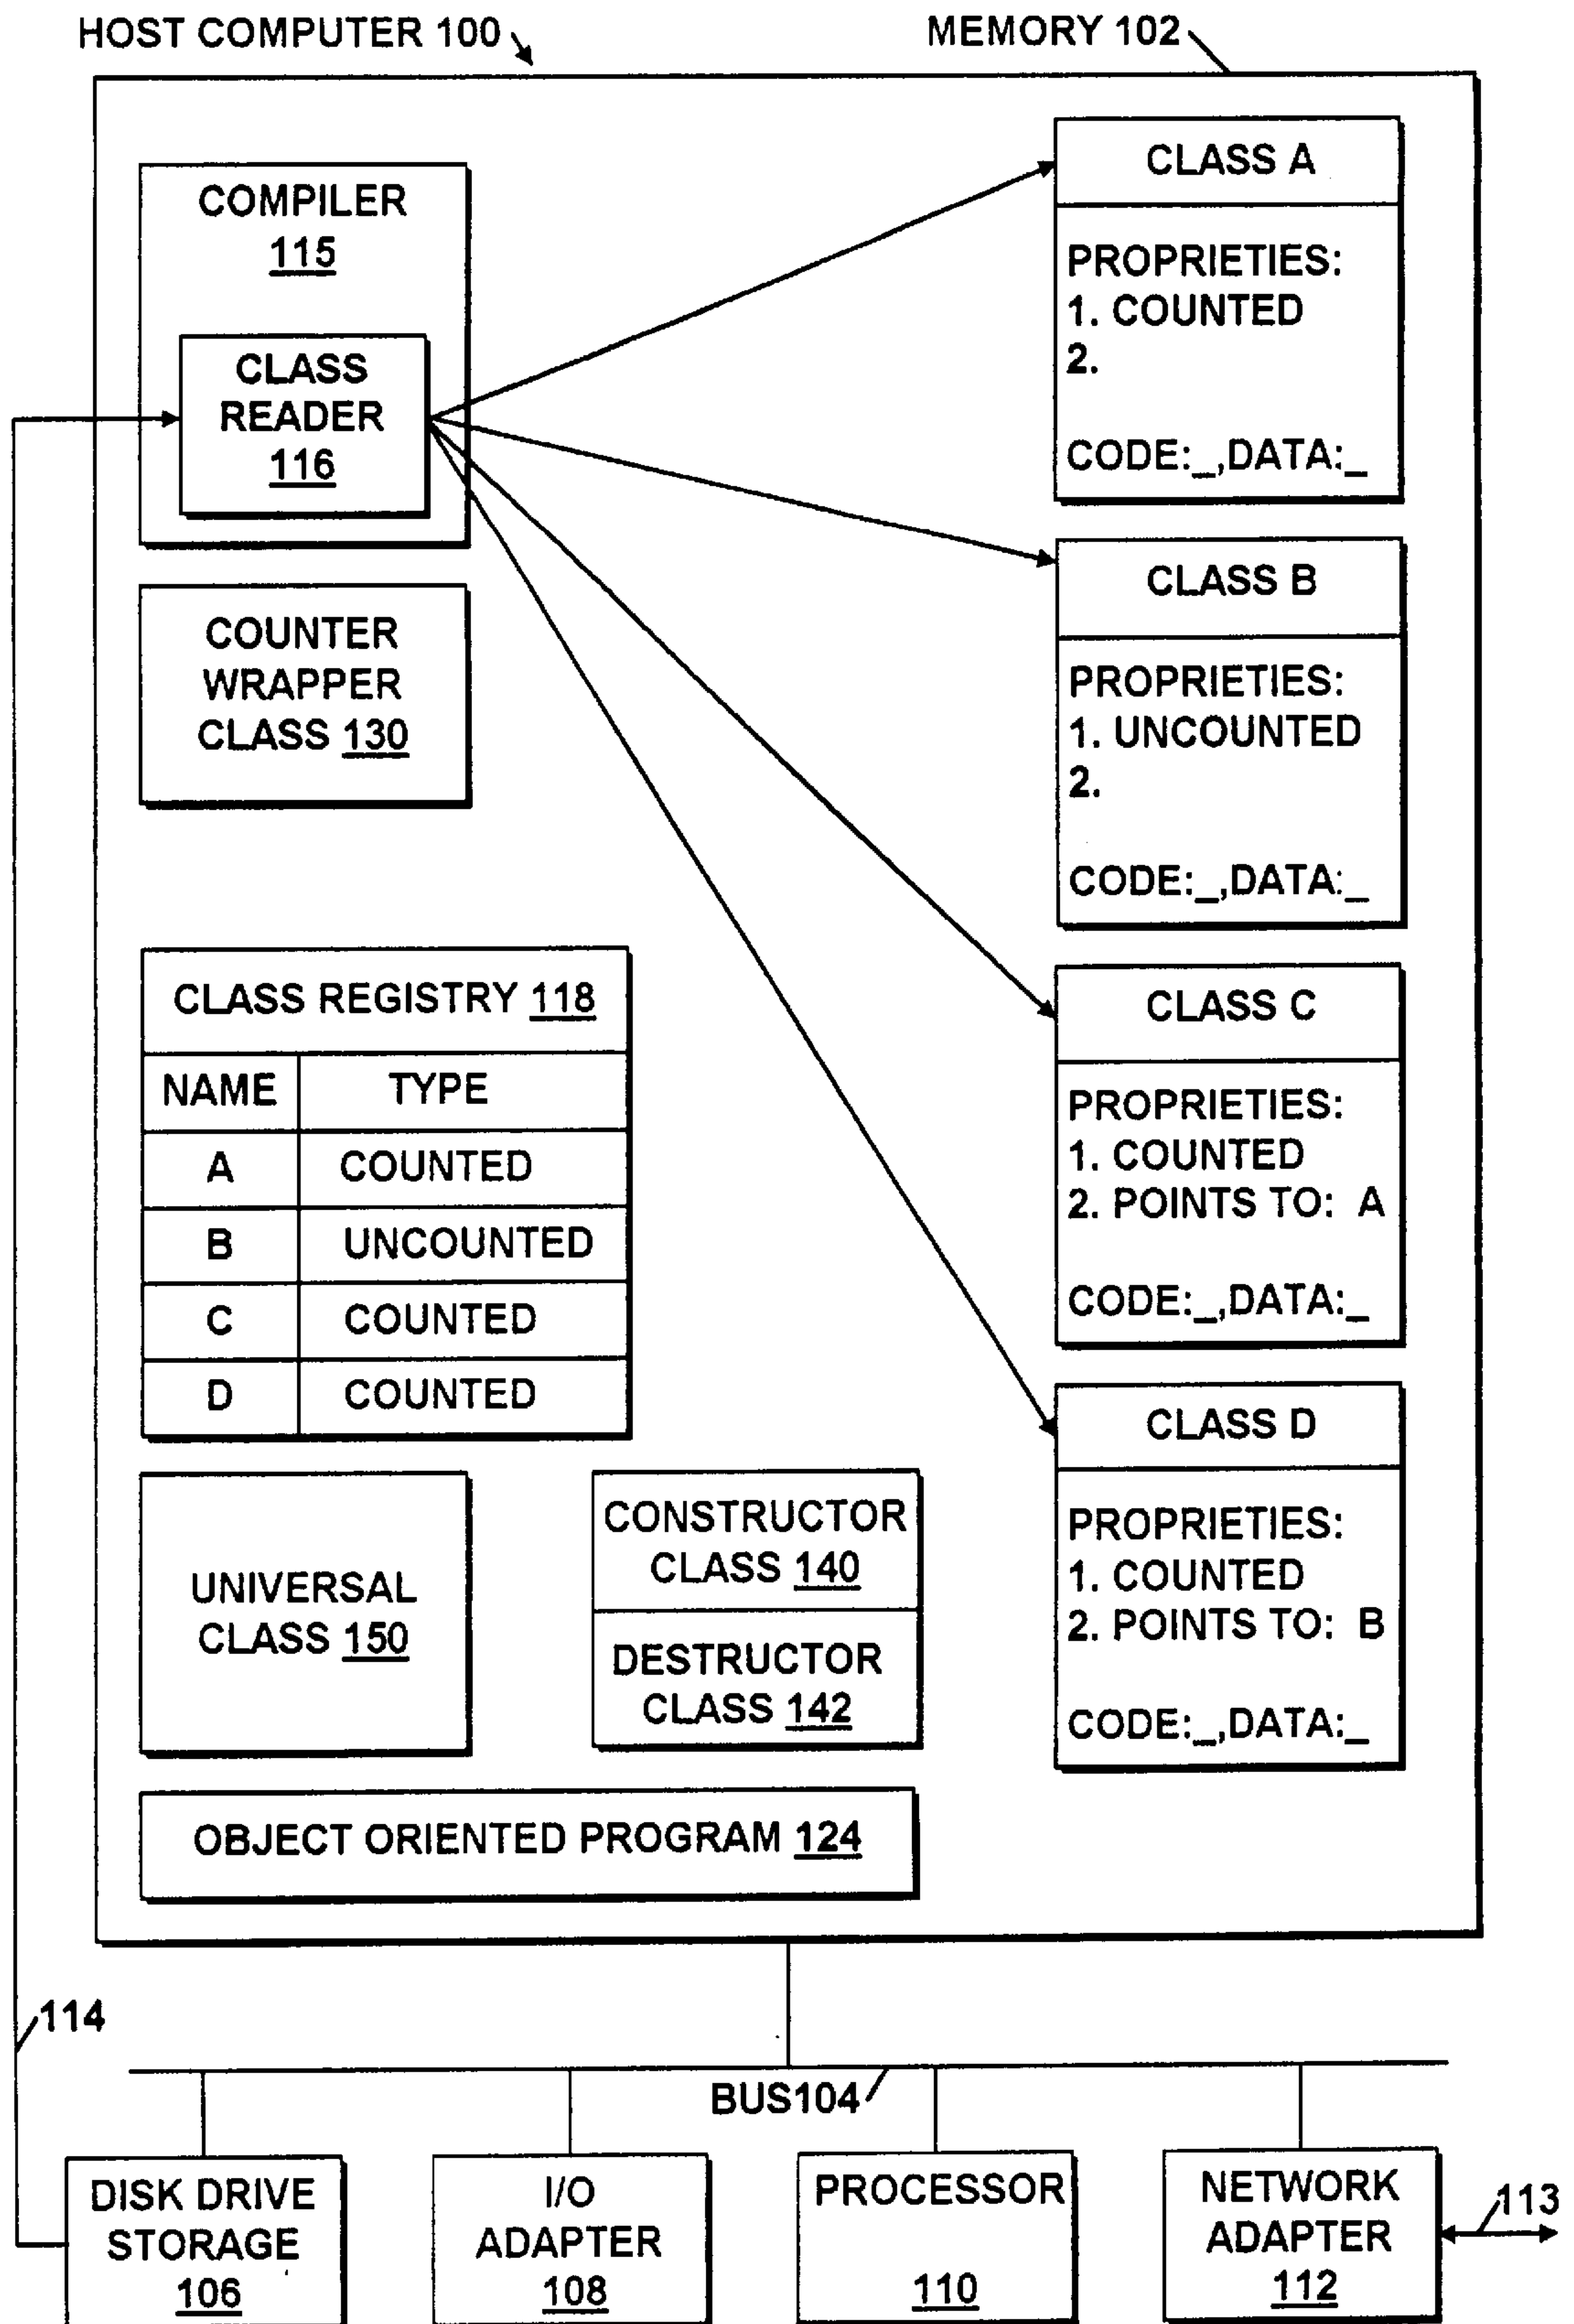 HOST COMPUTER 100
MEMORY 102
COMPILER
115
CLASS
READER
116
COUNTER
WRAPPER
CLASS 130
CLASS REGISTRY 118
NAME TYPE
A COUNTED
B UNCOUNTED
C COUNTED
D COUNTED
UNIVERSAL
CLASS 150
CONSTRUCTOR
CLASS 140
DESTRUCTOR
CLASS 142
OBJECT ORIENTED PROGRAM 124
CLASS A
PROPRIETIES:
1. COUNTED
2.
CODE:_,DATA:_
CLASS B
PROPRIETIES:
1. UNCOUNTED
2.
CODE:_,DATA:_
CLASS C
PROPRIETIES:
1. COUNTED
2. POINTS TO: A
CODE:_,DATA:_
CLASS D
PROPRIETIES:
1. COUNTED
2. POINTS TO: B
CODE:_,DATA:_
114
BUS104
DISK DRIVE
STORAGE
106
I/O
ADAPTER
108
PROCESSOR
110
NETWORK
ADAPTER
112
113